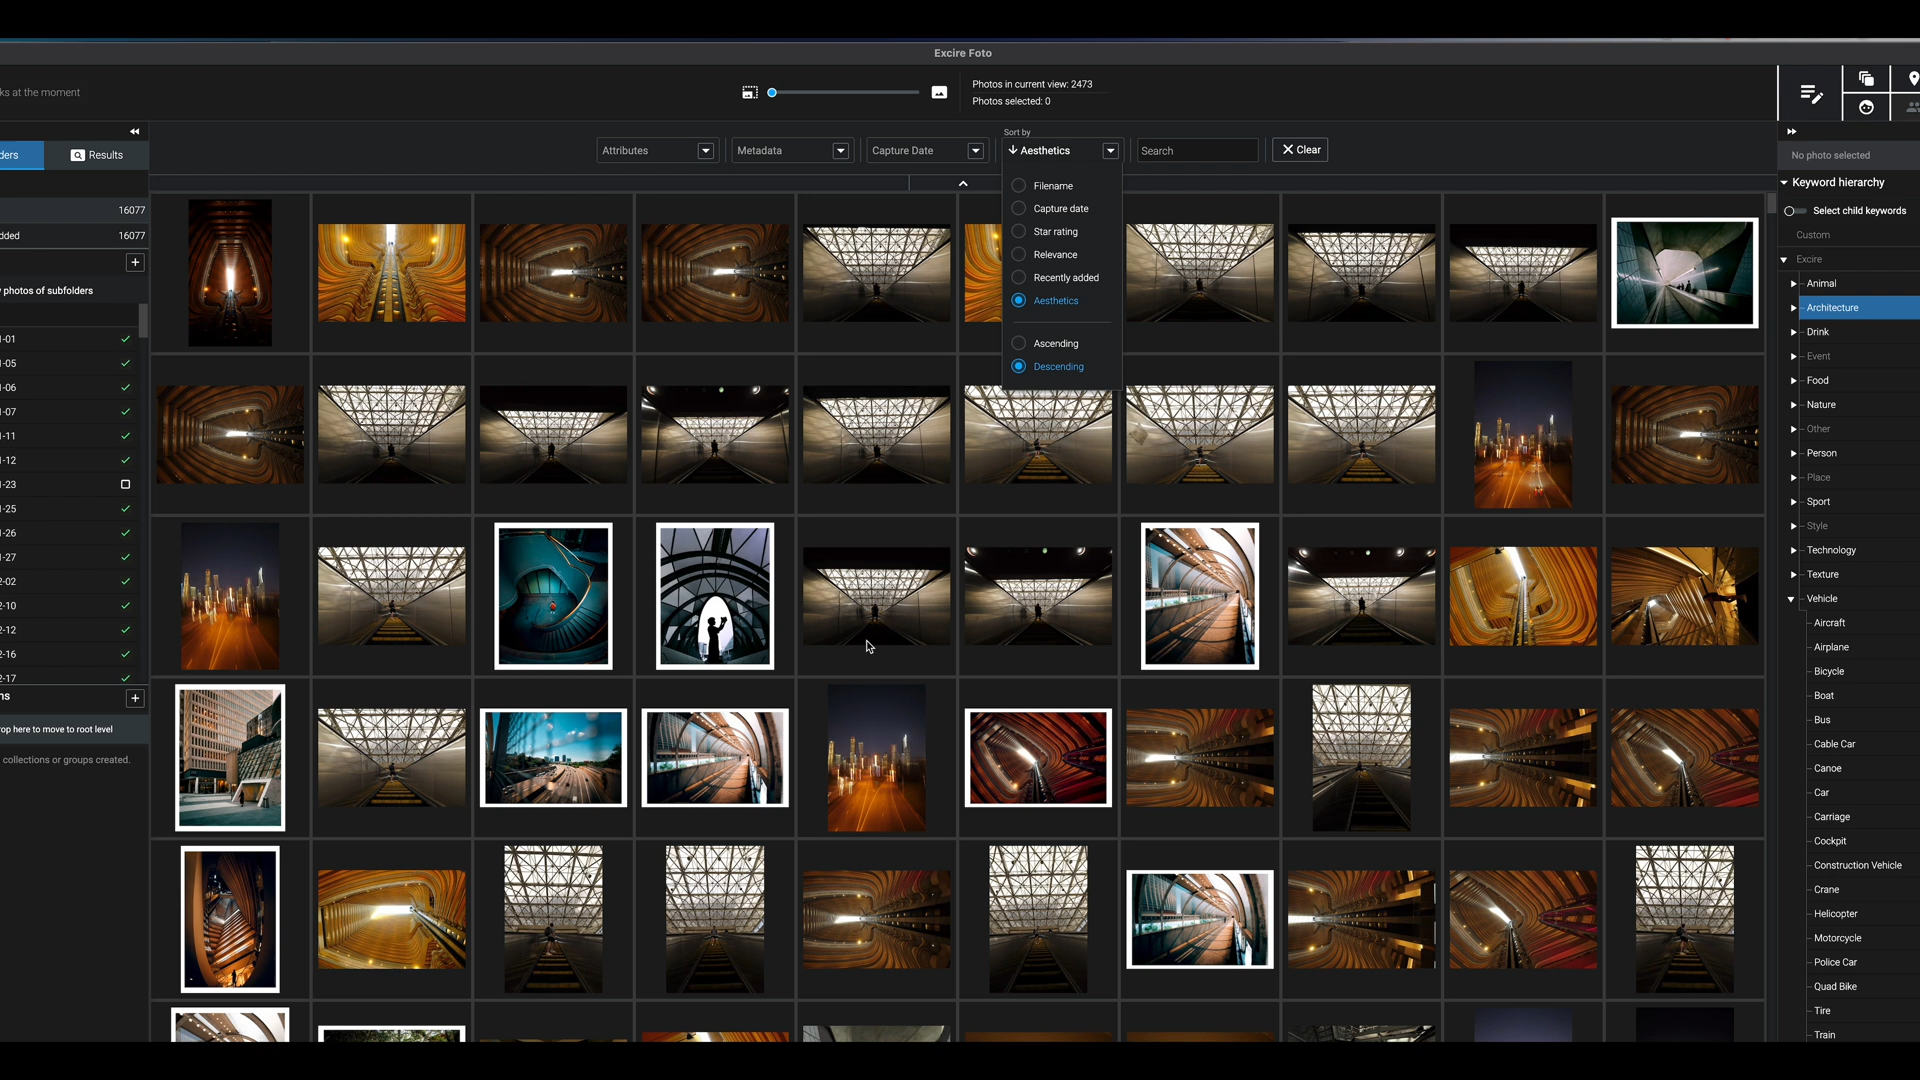 Excire Foto
ks at the moment
Photos in current view: 2473
Photos selected: 0
ders
Results
16077
dded
16077
photos of subfolders
-01
-05
-06
-07
-11
-12
-23
-25
-26
-27
2-02
2-10
2-12
2-16
2-17
ns
rop here to move to root level
collections or groups created.
Attributes
Metadata
Capture Date
Sort by
Aesthetics
Search
Clear
Filename
Capture date
Star rating
Relevance
Recently added
Aesthetics
Ascending
Descending
No photo selected
Keyword hierarchy
Select child keywords
Custom
Excire
Animal
Architecture
Drink
Event
Food
Nature
Other
Person
Place
Sport
Style
Technology
Texture
Vehicle
Aircraft
Airplane
Bicycle
Boat
Bus
Cable Car
Canoe
Car
Carriage
Cockpit
Construction Vehicle
Crane
Helicopter
Motorcycle
Police Car
Quad Bike
Tire
Train